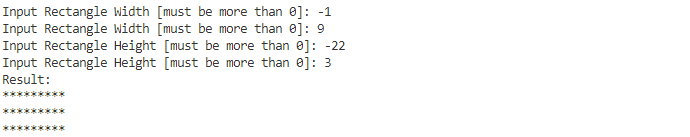 Input Rectangle Width [must be more than 0]: -1
Input Rectangle Width [must be more than 0]: 9
Input Rectangle Height [must be more than 0]: -22
Input Rectangle Height [must be more than 0]: 3
Result:
*********
*********
*********